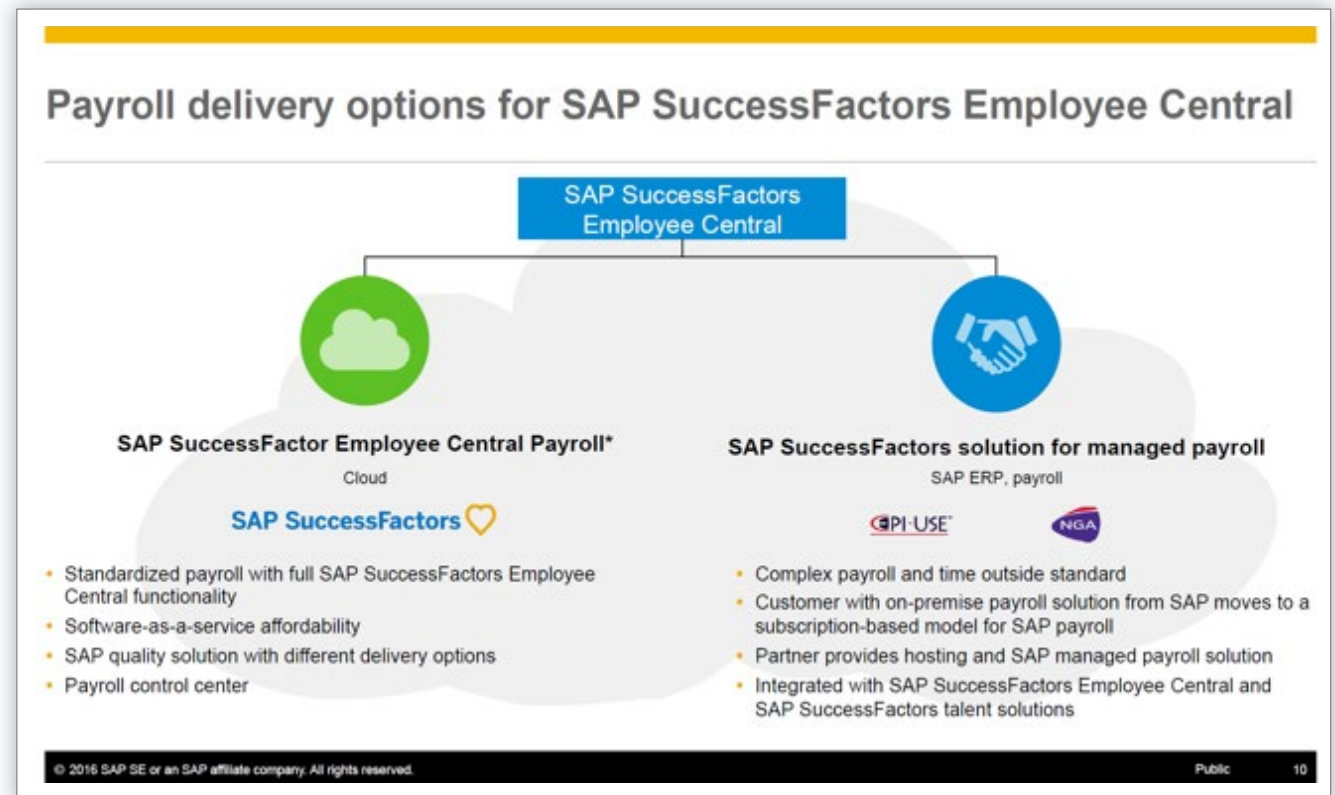 Payroll delivery options for SAP SuccessFactors Employee Central
SAP SuccessFactors
Employee Central
SAP SuccessFactor Employee Central Payroll*
Cloud
SAP SuccessFactors
• Standardized payroll with full SAP SuccessFactors Employee
Central functionality
• Software-as-a-service affordability
• SAP quality solution with different delivery options
• Payroll control center
SAP SuccessFactors solution for managed payroll
SAP ERP, payroll
EPI-USE
NGA
• Complex payroll and time outside standard
• Customer with on-premise payroll solution from SAP moves to a
subscription-based model for SAP payroll
• Partner provides hosting and SAP managed payroll solution
• Integrated with SAP SuccessFactors Employee Central and
SAP SuccessFactors talent solutions
© 2016 SAP SE or an SAP affiliate company. All rights reserved.
Public 10